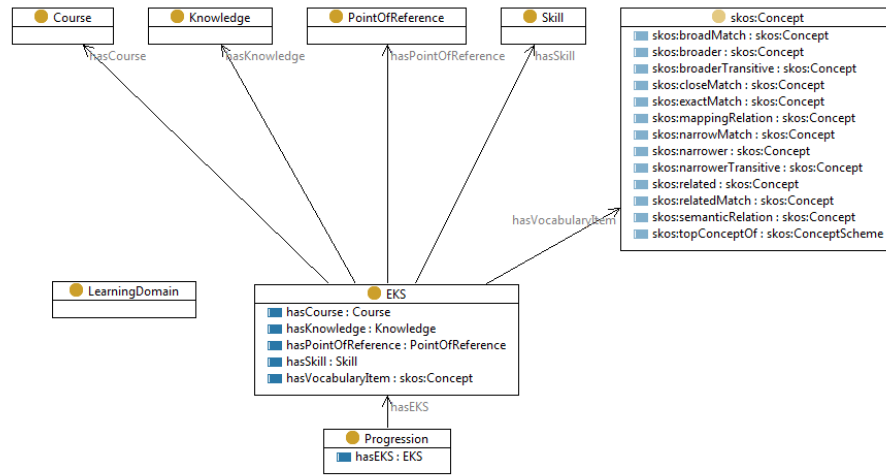 Course
Knowledge
PointOfReference
Skill
skos:Concept
skos:broadMatch : skos:Concept
skos:broader : skos:Concept
skos:broaderTransitive : skos:Concept
skos:closeMatch : skos:Concept
skos:exactMatch : skos:Concept
skos:mappingRelation : skos:Concept
skos:narrowMatch : skos:Concept
skos:narrower : skos:Concept
skos:narrowerTransitive : skos:Concept
skos:related : skos:Concept
skos:relatedMatch : skos:Concept
skos:semanticRelation : skos:Concept
skos:topConceptOf : skos:ConceptScheme
hasCourse
hasKnowledge
hasPointOfReference
hasSkill
hasVocabularyItem
LearningDomain
EKS
hasCourse : Course
hasKnowledge : Knowledge
hasPointOfReference : PointOfReference
hasSkill : Skill
hasVocabularyItem : skos:Concept
hasEKS
Progression
hasEKS : EKS